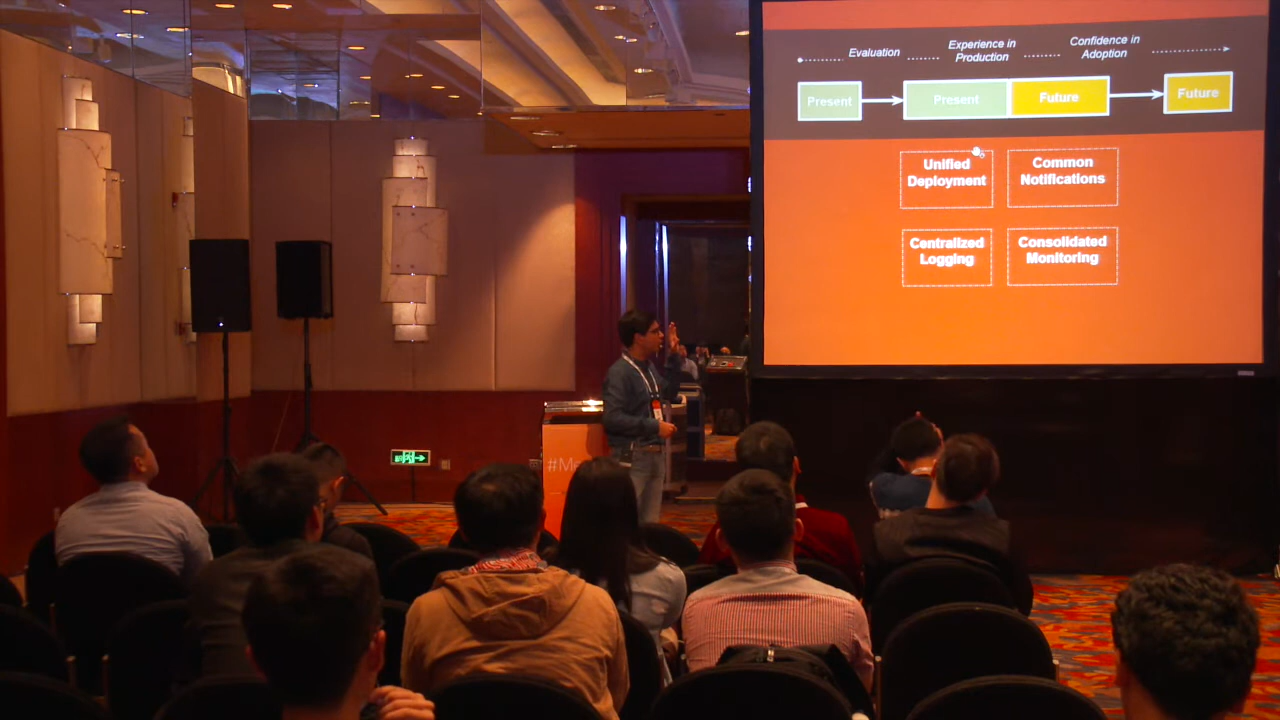 Evaluation
Experience in
Production
Confidence in
Adoption
Present
Present
Future
Future
Unified
Deployment
Common
Notifications
Centralized
Logging
Consolidated
Monitoring
#Me